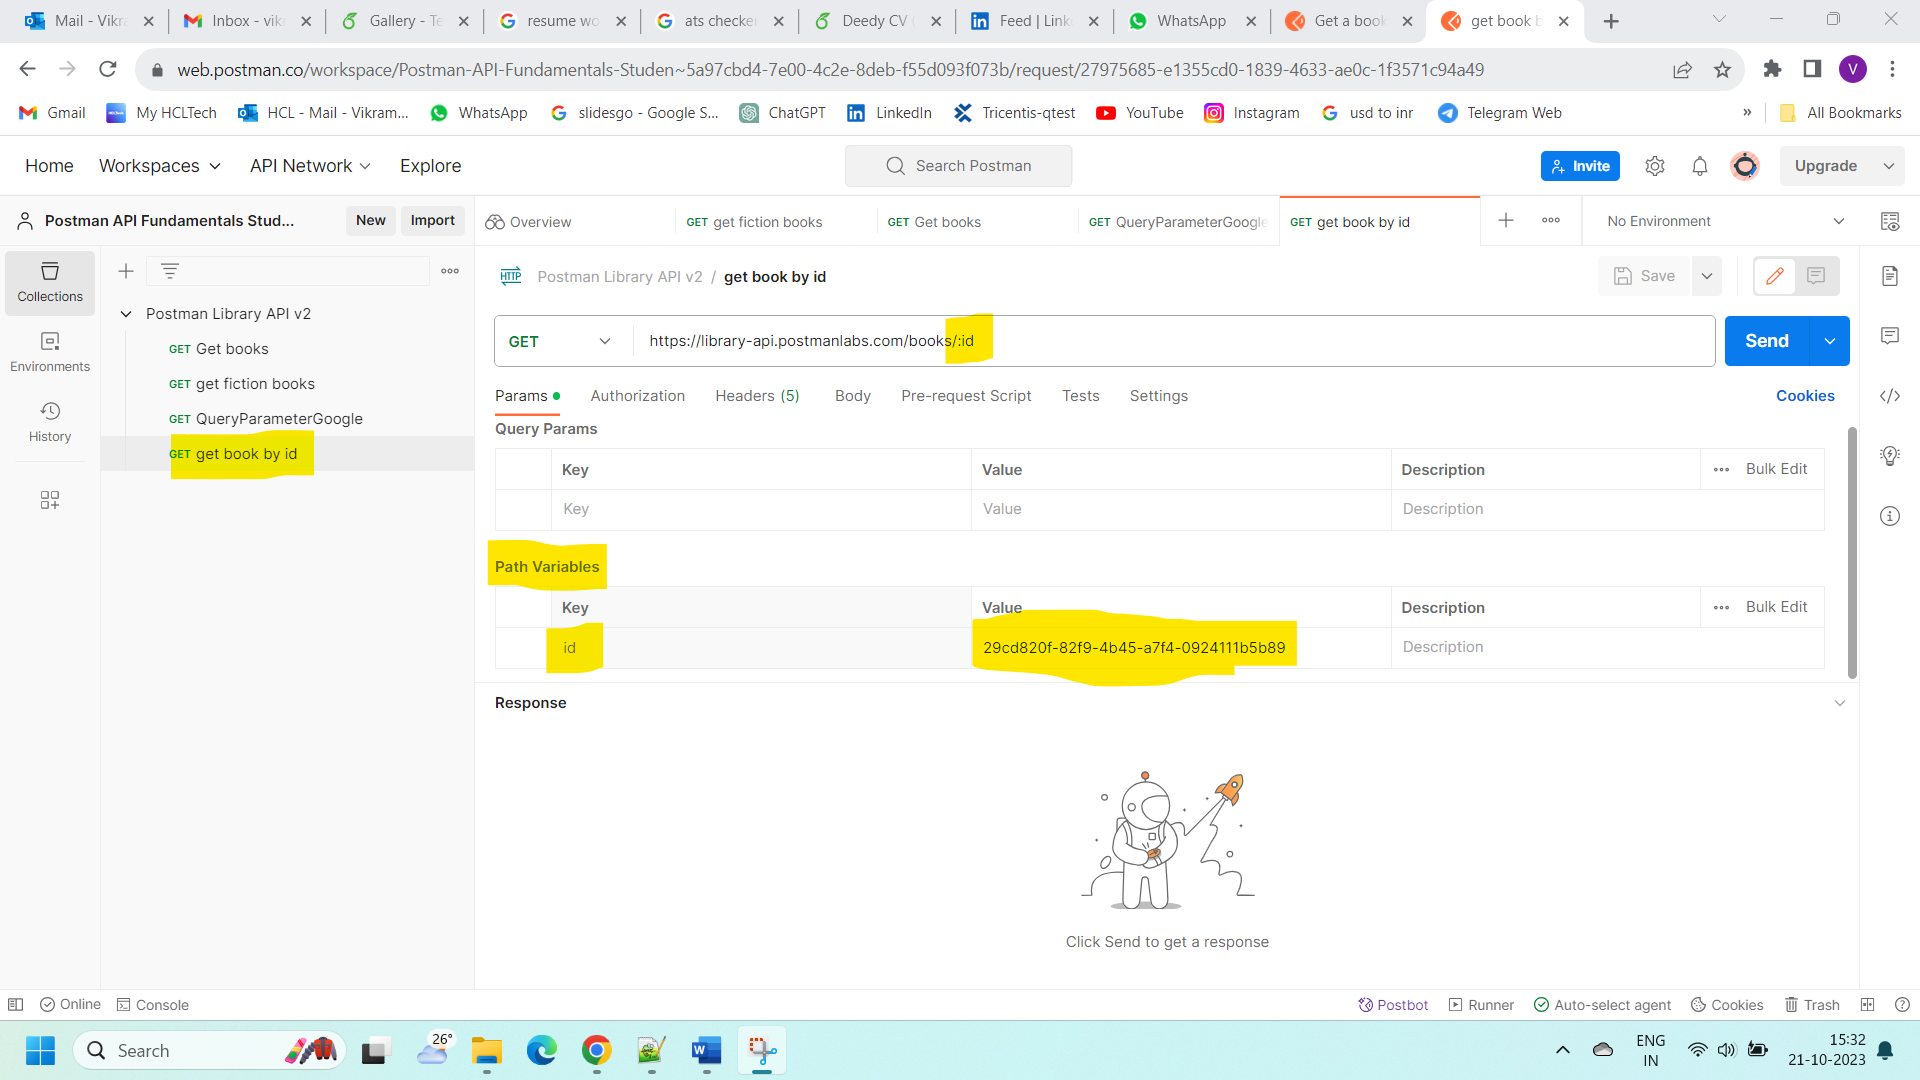 Mail - Vikra
Inbox - vik
Gallery - Te
resume wo
ats checke
Deedy CV (
Feed | Link
WhatsApp
Get a book
get book b
web.postman.co/workspace/Postman-API-Fundamentals-Studen~5a97cbd4-7e00-4c2e-8deb-f55d093f073b/request/27975685-e1355cd0-1839-4633-ae0c-1f3571c94a49
V
Gmail
My HCLTech
HCL - Mail - Vikram...
WhatsApp
slidesgo - Google S...
ChatGPT
LinkedIn
Tricentis-qtest
YouTube
Instagram
usd to inr
Telegram Web
»
All Bookmarks
Home
Workspaces
API Network
Explore
Search Postman
Invite
Upgrade
Postman API Fundamentals Stud...
New
Import
Overview
GET get fiction books
GET Get books
GET QueryParameterGoogle
GET get book by id
No Environment
Collections
Environments
History
Postman Library API v2
GET Get books
GET get fiction books
GET QueryParameterGoogle
GET get book by id
HTTP
Postman Library API v2 / get book by id
Save
GET
https://library-api.postmanlabs.com/books/:id
Send
Params
Authorization
Headers (5)
Body
Pre-request Script
Tests
Settings
Cookies
Query Params
Key
Value
Description
Bulk Edit
Key
Value
Description
Path Variables
Key
Value
Description
Bulk Edit
id
29cd820f-82f9-4b45-a7f4-0924111b5b89
Description
Response
Click Send to get a response
Online
Console
Postbot
Runner
Auto-select agent
Cookies
Trash
Search
26°
ENG
IN
15:32
21-10-2023